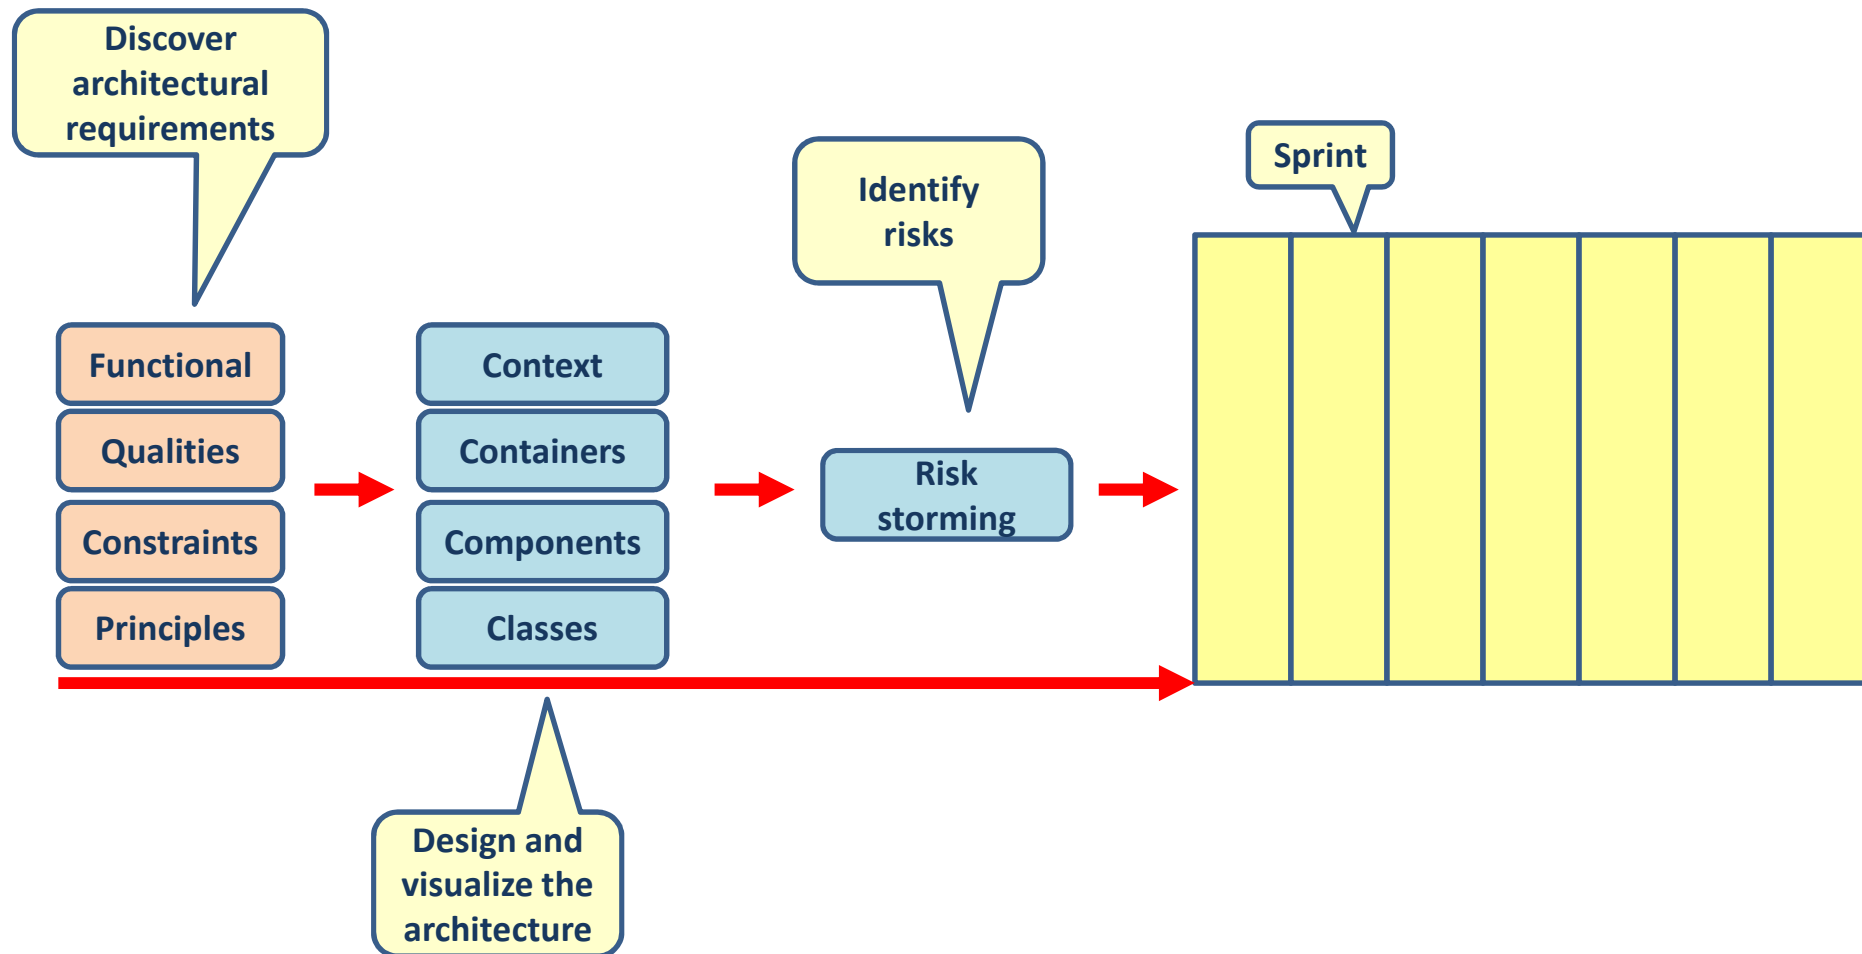 Discover
architectural
requirements
Identify
risks
Sprint
Functional
Qualities
Constraints
Principles
Context
Containers
Components
Classes
Risk
storming
Design and
visualize the
architecture